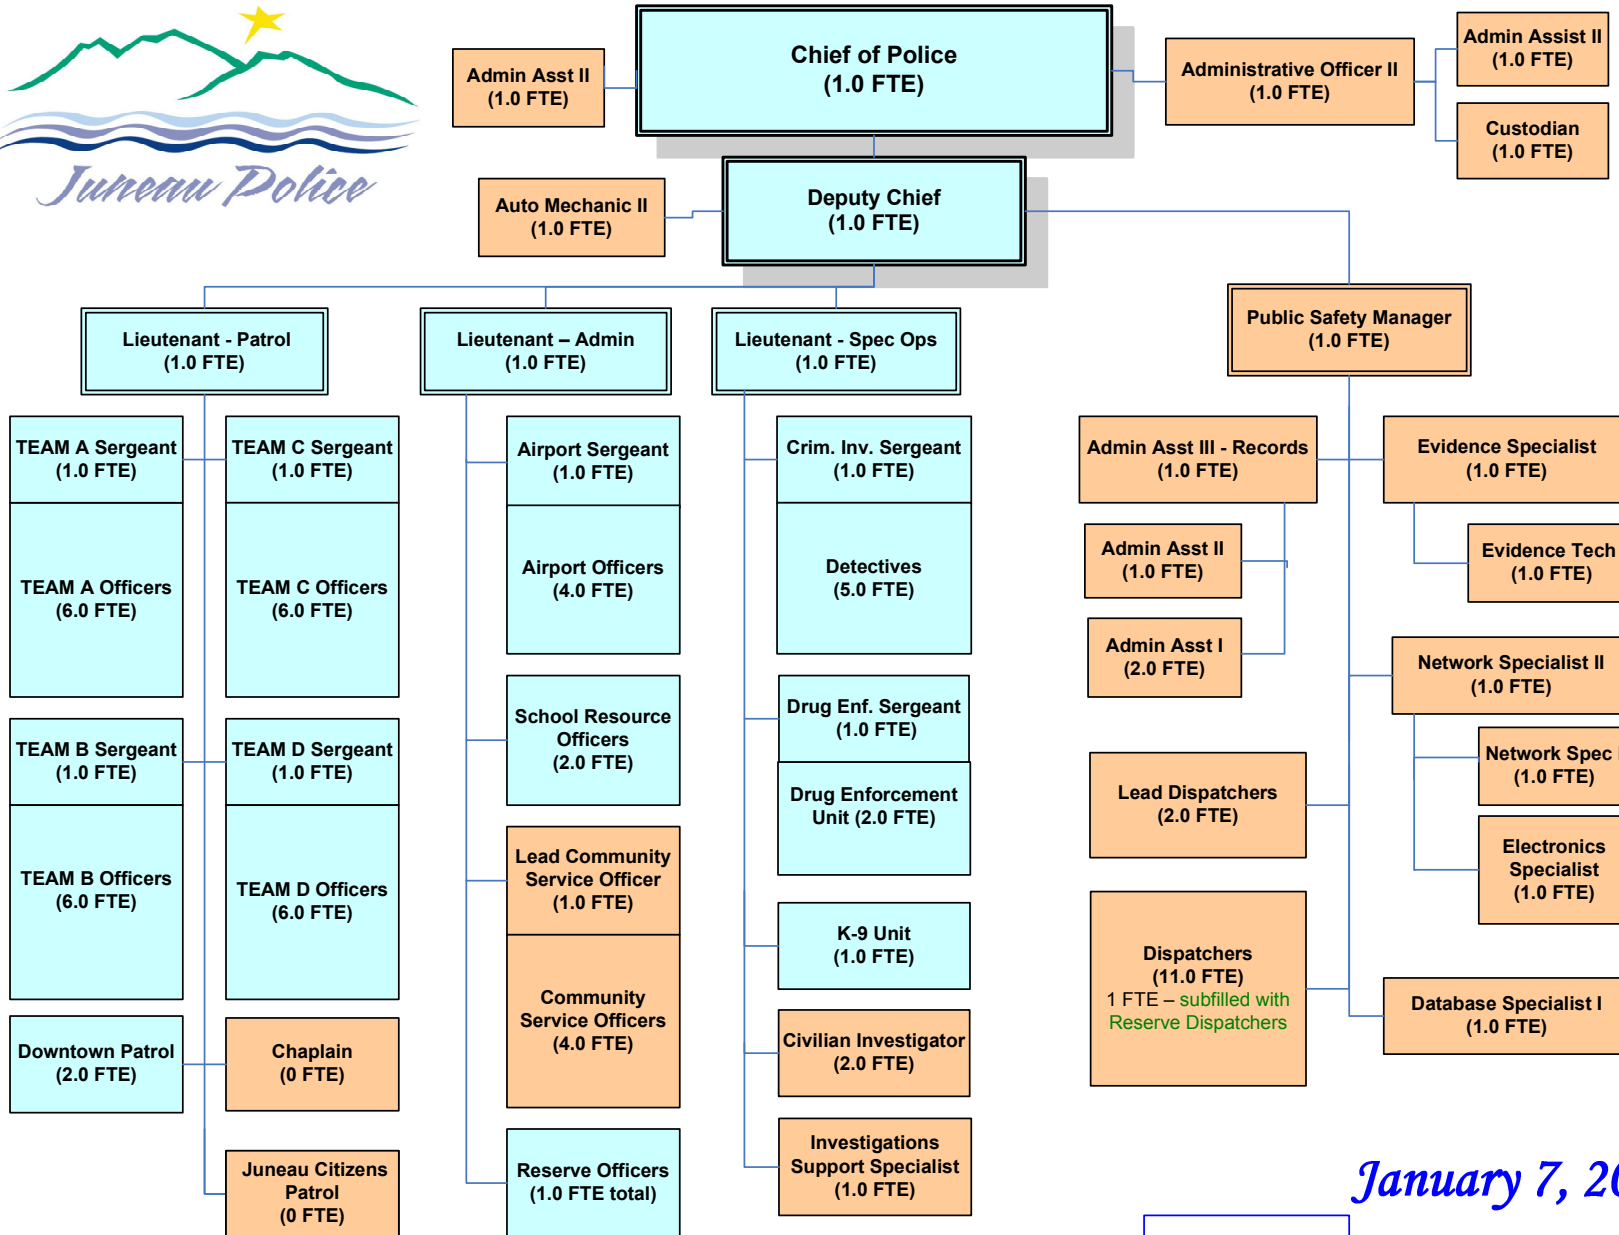 Juneau Police
Admin Asst II
(1.0 FTE)
Chief of Police
(1.0 FTE)
Administrative Officer II
(1.0 FTE)
Admin Assist II
(1.0 FTE)
Custodian
(1.0 FTE)
Auto Mechanic II
(1.0 FTE)
Deputy Chief
(1.0 FTE)
Lieutenant - Patrol
(1.0 FTE)
Lieutenant – Admin
(1.0 FTE)
Lieutenant - Spec Ops
(1.0 FTE)
Public Safety Manager
(1.0 FTE)
TEAM A Sergeant
(1.0 FTE)
TEAM A Officers
(6.0 FTE)
TEAM C Sergeant
(1.0 FTE)
TEAM C Officers
(6.0 FTE)
TEAM B Sergeant
(1.0 FTE)
TEAM B Officers
(6.0 FTE)
TEAM D Sergeant
(1.0 FTE)
TEAM D Officers
(6.0 FTE)
Downtown Patrol
(2.0 FTE)
Chaplain
(0 FTE)
Juneau Citizens
Patrol
(0 FTE)
Airport Sergeant
(1.0 FTE)
Airport Officers
(4.0 FTE)
School Resource
Officers
(2.0 FTE)
Lead Community
Service Officer
(1.0 FTE)
Community
Service Officers
(4.0 FTE)
Reserve Officers
(1.0 FTE total)
Crim. Inv. Sergeant
(1.0 FTE)
Detectives
(5.0 FTE)
Drug Enf. Sergeant
(1.0 FTE)
Drug Enforcement
Unit (2.0 FTE)
K-9 Unit
(1.0 FTE)
Civilian Investigator
(2.0 FTE)
Investigations
Support Specialist
(1.0 FTE)
Admin Asst III - Records
(1.0 FTE)
Admin Asst II
(1.0 FTE)
Admin Asst I
(2.0 FTE)
Lead Dispatchers
(2.0 FTE)
Dispatchers
(11.0 FTE)
1 FTE – subfilled with
Reserve Dispatchers
Evidence Specialist
(1.0 FTE)
Evidence Tech
(1.0 FTE)
Network Specialist II
(1.0 FTE)
Network Spec
(1.0 FTE)
Electronics
Specialist
(1.0 FTE)
Database Specialist I
(1.0 FTE)
January 7,